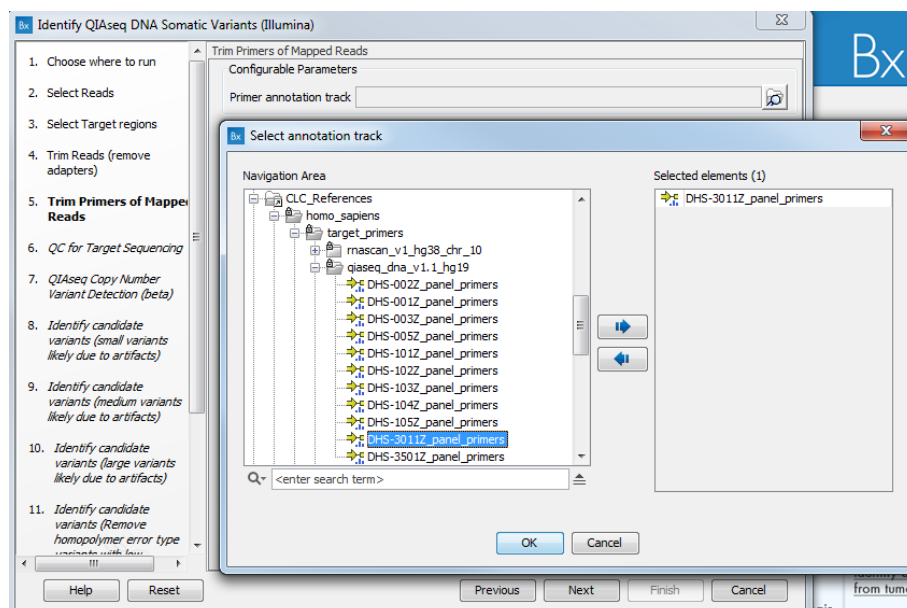 Bx Identify QIAseq DNA Somatic Variants (Illumina)
Bx
1. Choose where to run
2. Select Reads
3. Select Target regions
4. Trim Reads (remove
adapters)
5. Trim Primers of Mapped
Reads
6. QC for Target Sequencing
7. QIAseq Copy Number
Variant Detection (beta)
8. Identify candidate
variants (small variants
likely due to artifacts)
9. Identify candidate
variants (medium variants
likely due to artifacts)
10. Identify candidate
variants (large variants
likely due to artifacts)
11. Identify candidate
variants (Remove
homopolymer error type
variants with low
Trim Primers of Mapped Reads
Configurable Parameters
Primer annotation track
Bx Select annotation track
Navigation Area
CLC_References
homo_sapiens
target_primers
rnascan_v1_hg38_chr_10
qiaseq_dna_v1.1_hg19
DHS-002Z_panel_primers
DHS-001Z_panel_primers
DHS-003Z_panel_primers
DHS-005Z_panel_primers
DHS-101Z_panel_primers
DHS-102Z_panel_primers
DHS-103Z_panel_primers
DHS-104Z_panel_primers
DHS-105Z_panel_primers
DHS-3011Z_panel_primers
DHS-3501Z_panel_primers
<enter search term>
Selected elements (1)
DHS-3011Z_panel_primers
OK Cancel
Help Reset Previous Next Finish Cancel
from tum